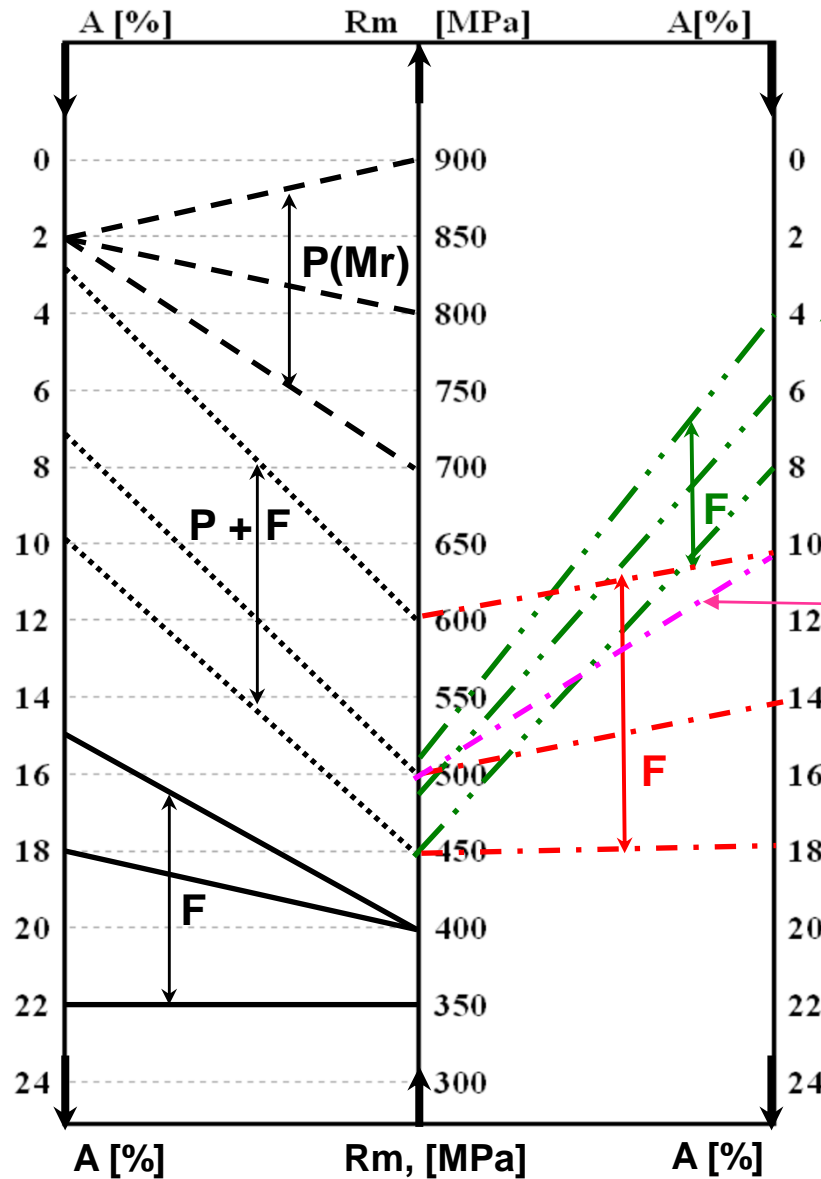 A [%] Rm [MPa] A[%]
0 900 0
2 850 2
P(Mr)
4 800 4
6 750 6
8 700 8
P + F F
10 650 10
12 600 12
14 550 14
16 500 16
F
18 450 18
F
20 400 20
22 350 22
24 300 24
A [%] Rm, [MPa] A [%]